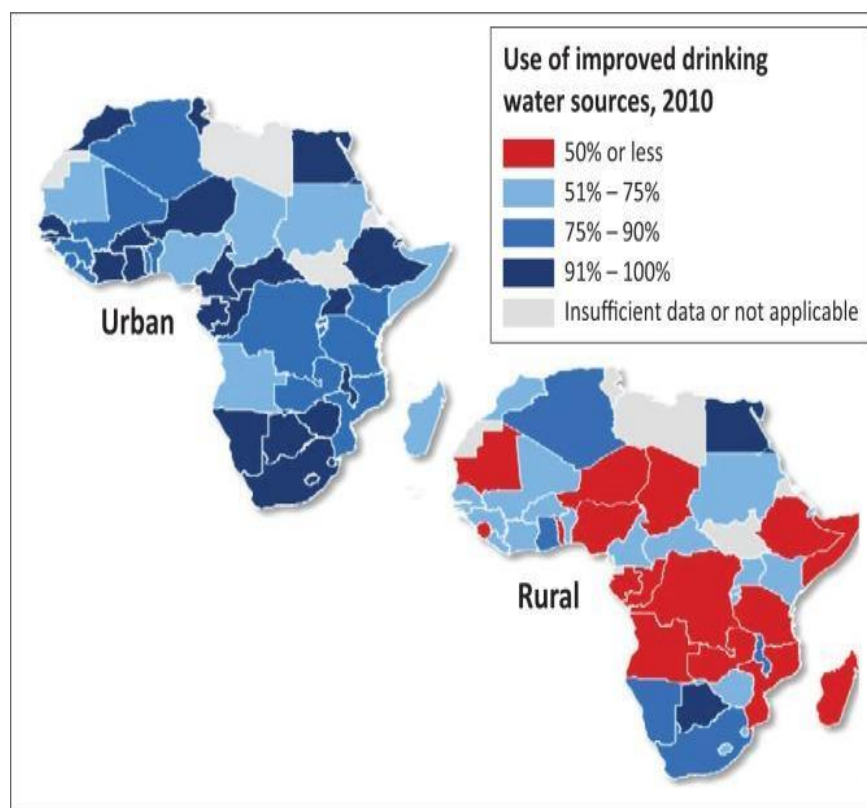 Use of improved drinking
water sources, 2010
50% or less
51% – 75%
75% – 90%
91% – 100%
Insufficient data or not applicable
Urban
Rural